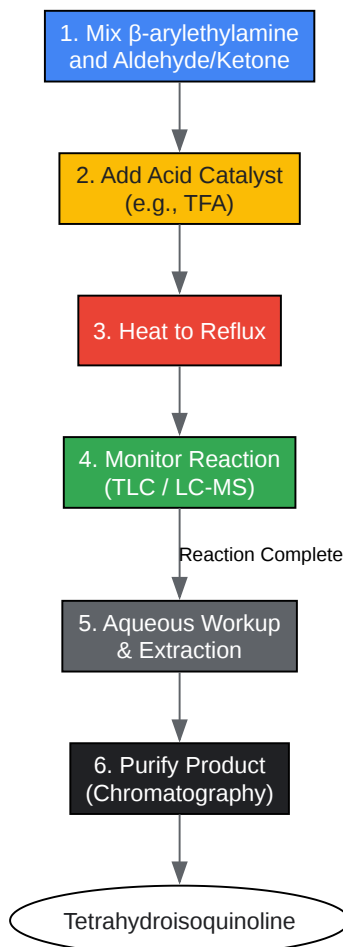 1. Mix β-arylethylamine
and Aldehyde/Ketone
2. Add Acid Catalyst
(e.g., TFA)
3. Heat to Reflux
4. Monitor Reaction
(TLC / LC-MS)
Reaction Complete
5. Aqueous Workup
& Extraction
6. Purify Product
(Chromatography)
Tetrahydroisoquinoline